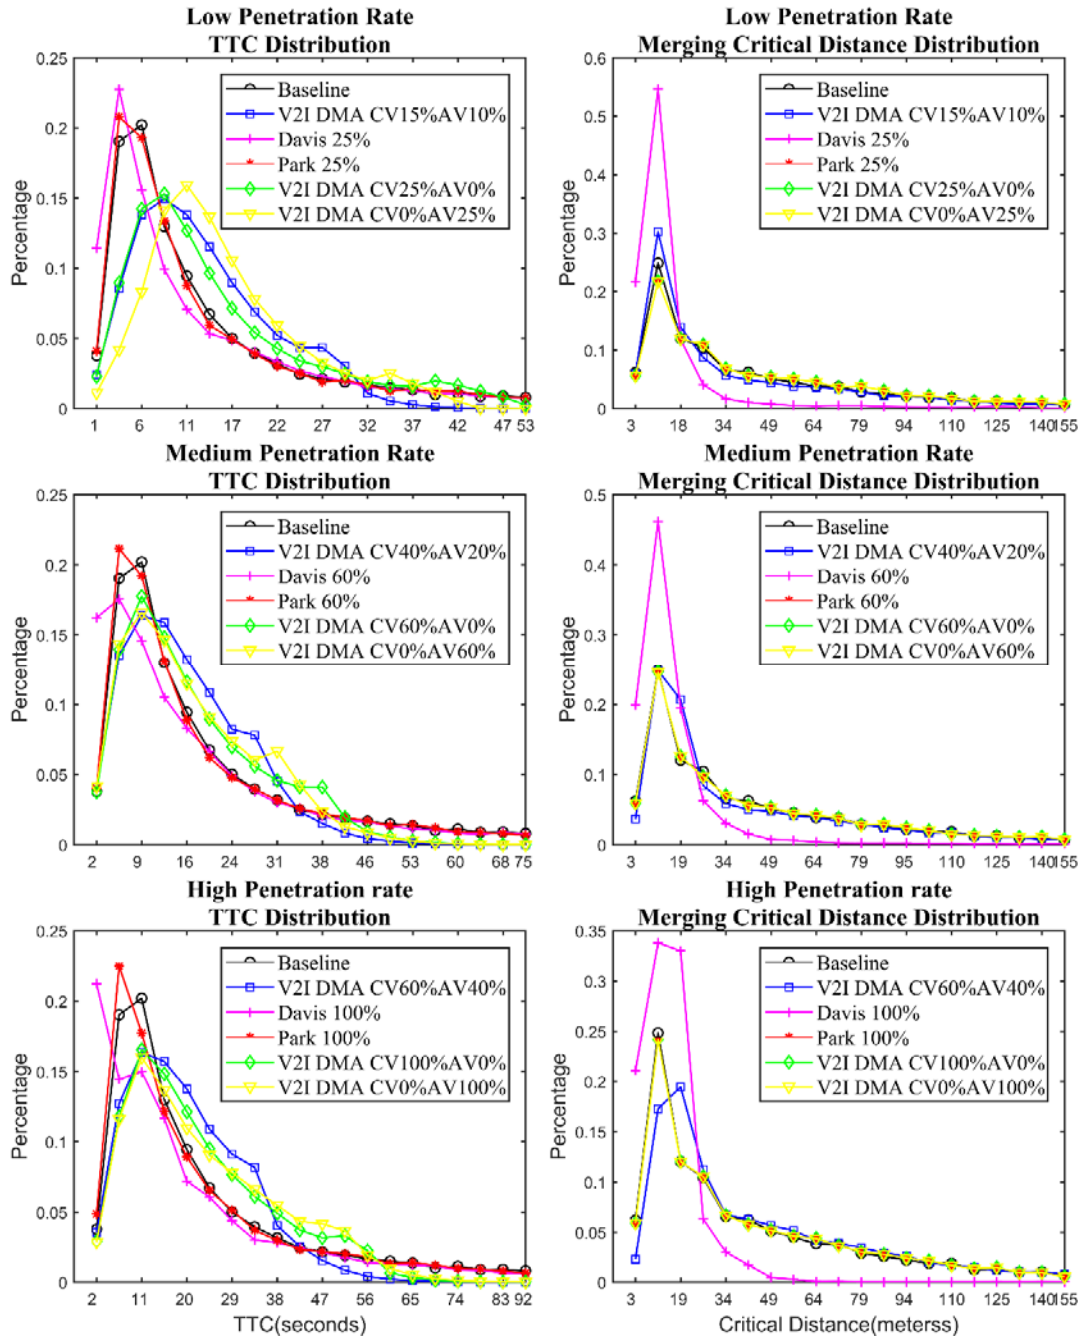 Low Penetration Rate
TTC Distribution
0.25
0.2
0.15
0.1
0.05
0
Percentage
Baseline
V2I DMA CV15%AV10%
Davis 25%
Park 25%
V2I DMA CV25%AV0%
V2I DMA CV0%AV25%
1 6 11 17 22 27 32 37 42 47 53
Low Penetration Rate
Merging Critical Distance Distribution
0.6
0.5
0.4
0.3
0.2
0.1
0
Percentage
Baseline
V2I DMA CV15%AV10%
Davis 25%
Park 25%
V2I DMA CV25%AV0%
V2I DMA CV0%AV25%
3 18 34 49 64 79 94 110 125 140 155
Medium Penetration Rate
TTC Distribution
0.25
0.2
0.15
0.1
0.05
0
Percentage
Baseline
V2I DMA CV40%AV20%
Davis 60%
Park 60%
V2I DMA CV60%AV0%
V2I DMA CV0%AV60%
2 9 16 24 31 38 46 53 60 68 75
Medium Penetration Rate
Merging Critical Distance Distribution
0.5
0.4
0.3
0.2
0.1
0
Percentage
Baseline
V2I DMA CV40%AV20%
Davis 60%
Park 60%
V2I DMA CV60%AV0%
V2I DMA CV0%AV60%
3 19 34 49 64 79 95 110 125 140 155
High Penetration rate
TTC Distribution
0.25
0.2
0.15
0.1
0.05
0
Percentage
Baseline
V2I DMA CV60%AV40%
Davis 100%
Park 100%
V2I DMA CV100%AV0%
V2I DMA CV0%AV100%
2 11 20 29 38 47 56 65 74 83 92
TTC(seconds)
High Penetration rate
Merging Critical Distance Distribution
0.35
0.3
0.25
0.2
0.15
0.1
0.05
0
Percentage
Baseline
V2I DMA CV60%AV40%
Davis 100%
Park 100%
V2I DMA CV100%AV0%
V2I DMA CV0%AV100%
3 19 34 49 64 79 94 110 125 140 155
Critical Distance(meterss)